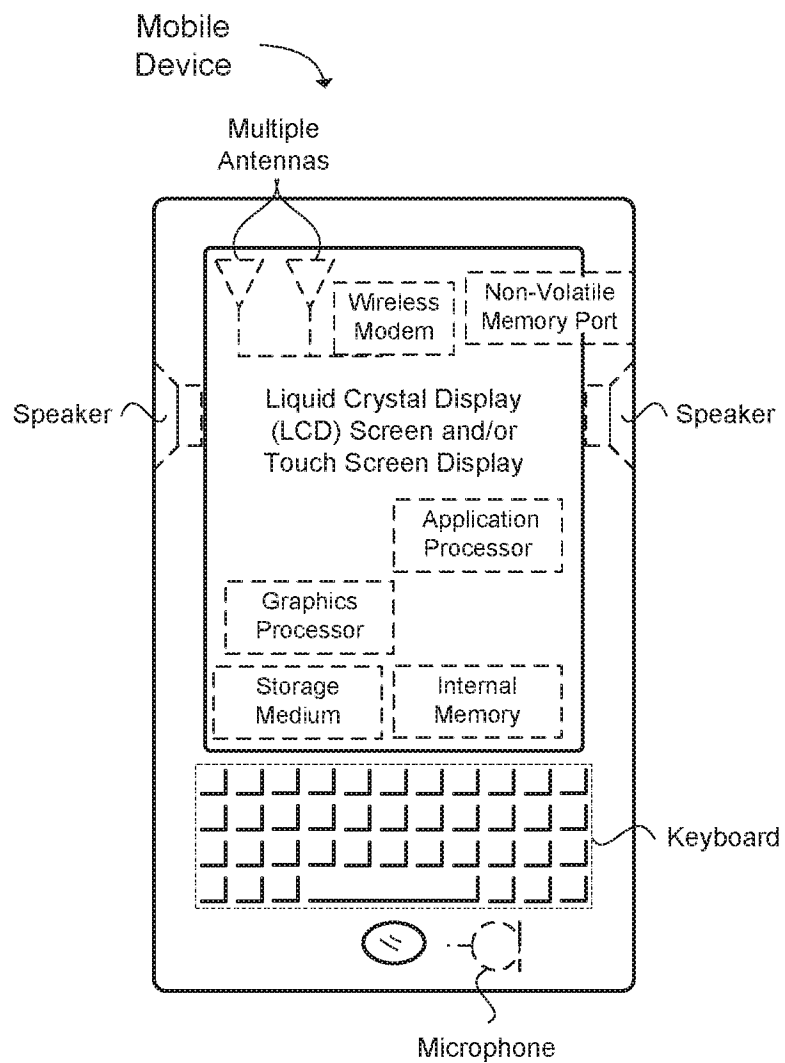 Mobile
Device
Multiple
Antennas
Wireless
Modem
Non-Volatile
Memory Port
Speaker
Liquid Crystal Display
(LCD) Screen and/or
Touch Screen Display
Speaker
Application
Processor
Graphics
Processor
Storage
Medium
Internal
Memory
Keyboard
Microphone